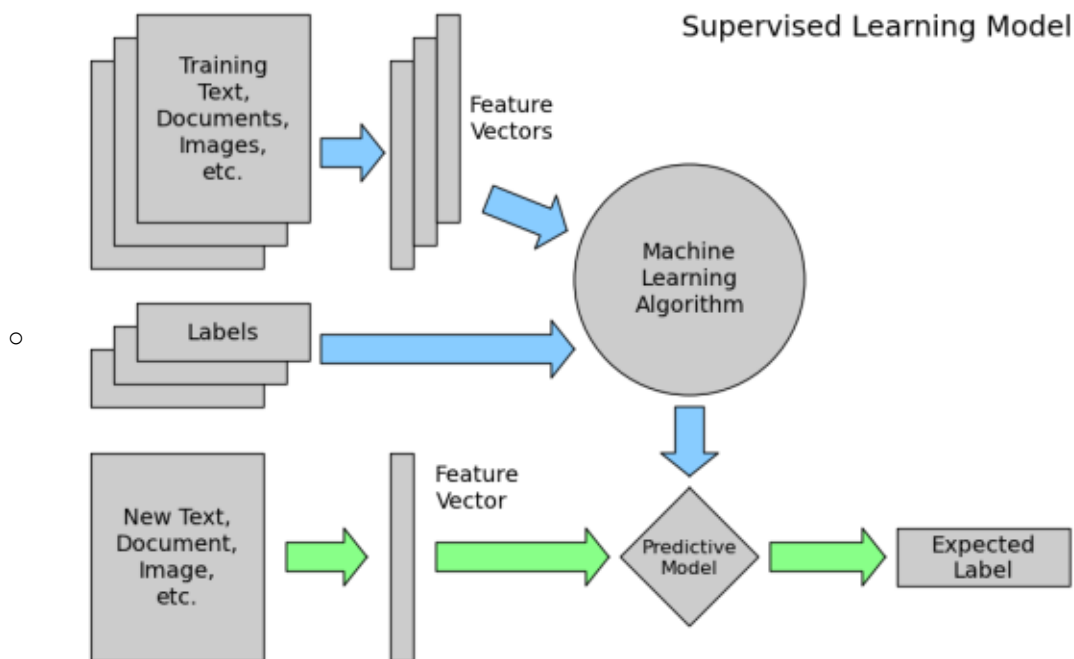 Supervised Learning Model
Training
Text,
Documents,
Images,
etc.
Feature
Vectors
Machine
Learning
Algorithm
Labels
New Text,
Document,
Image,
etc.
Feature
Vector
Predictive
Model
Expected
Label